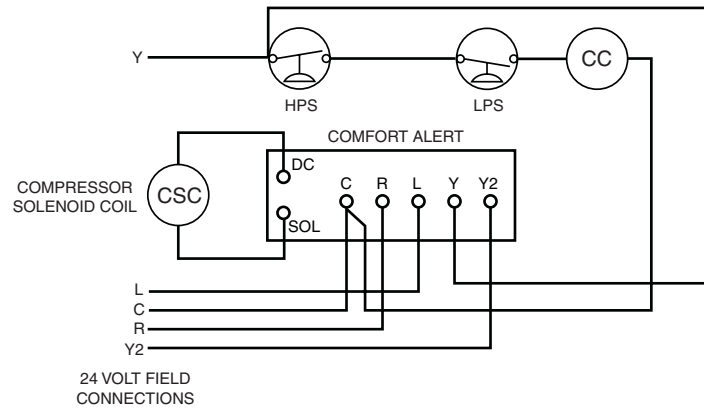 Y
CC
HPS
LPS
COMFORT ALERT
DC
C R L Y Y2
COMPRESSOR
SOLENOID COIL
CSC
SOL
L
C
R
Y2
24 VOLT FIELD
CONNECTIONS